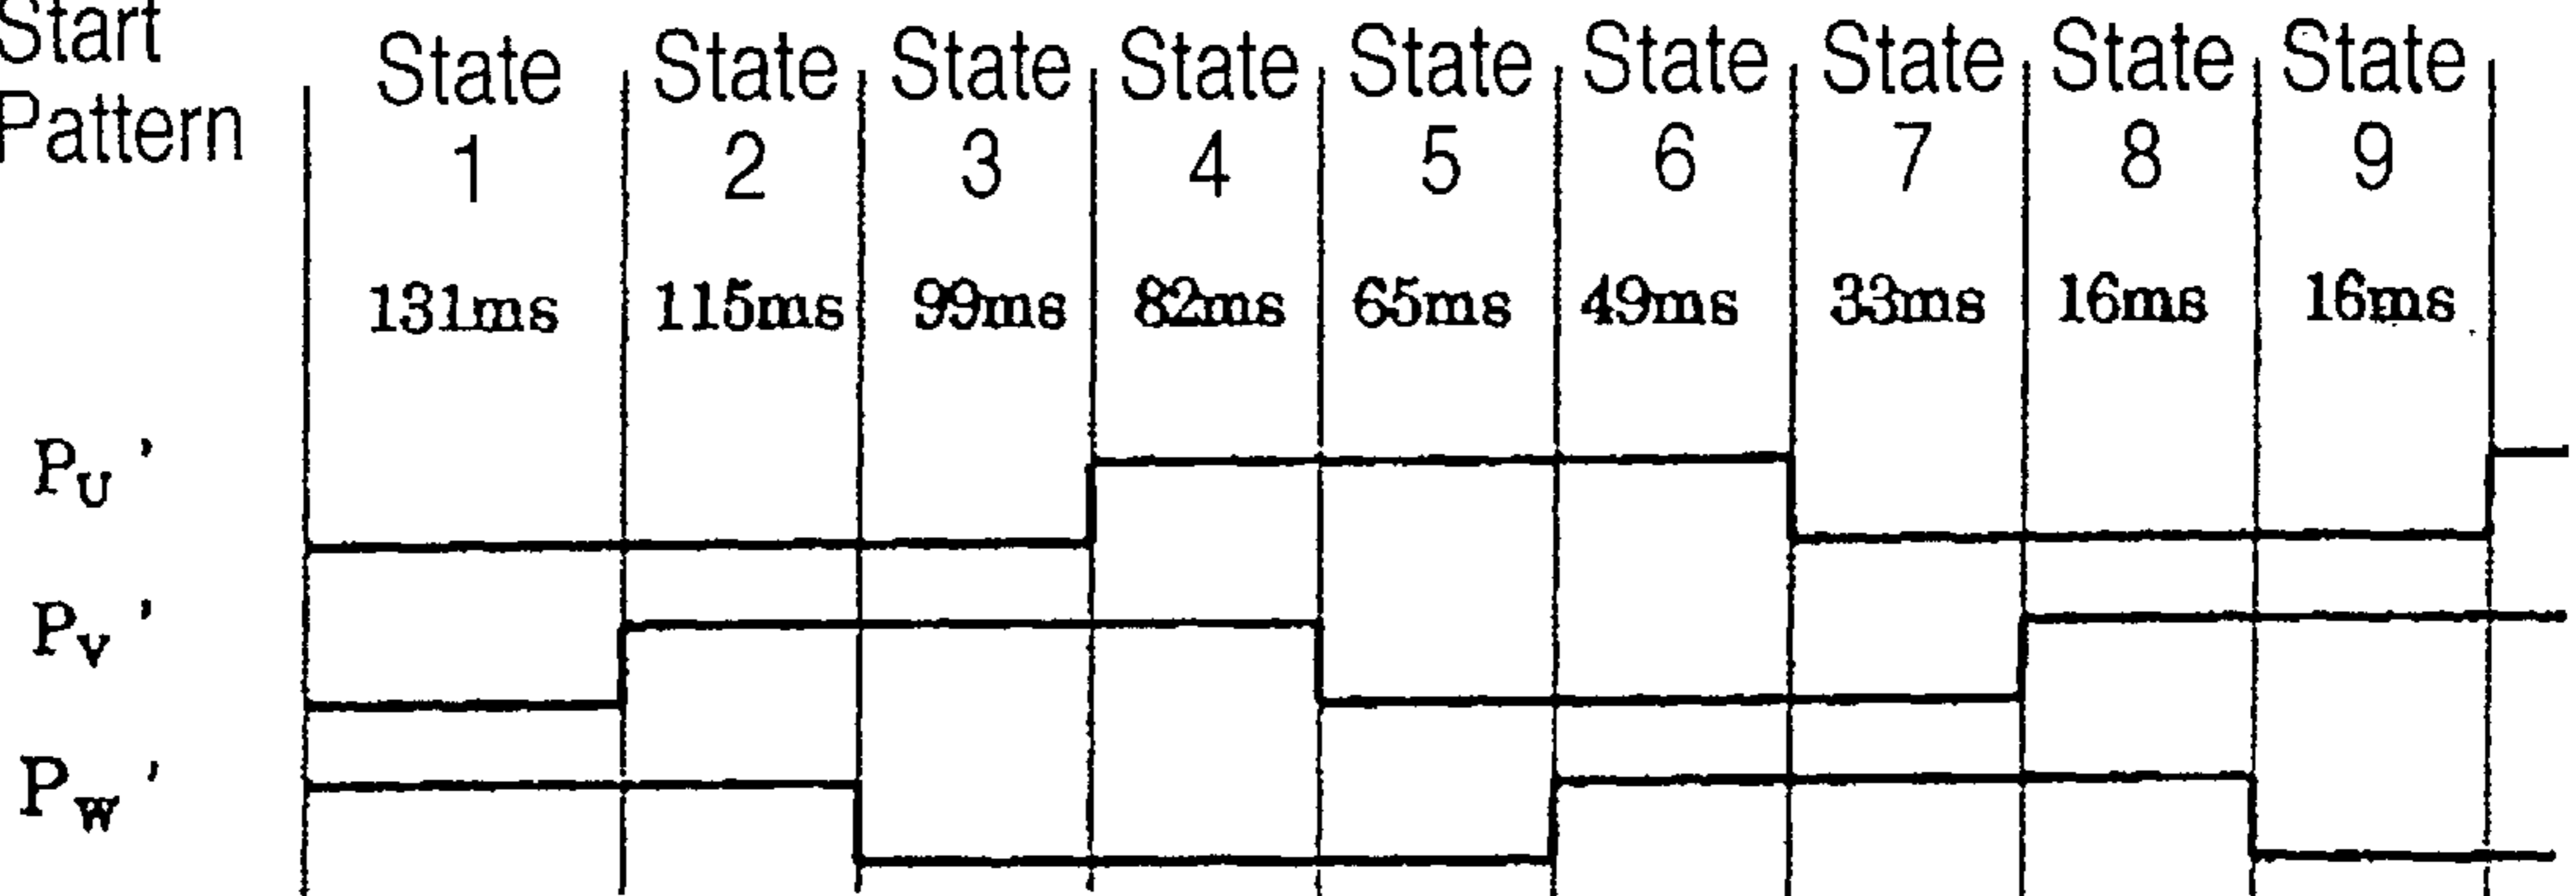 Start
Pattern
State 1
State 2
State 3
State 4
State 5
State 6
State 7
State 8
State 9
131ms 115ms 99ms 82ms 65ms 49ms 33ms 16ms 16ms
PU '
PV '
PW '